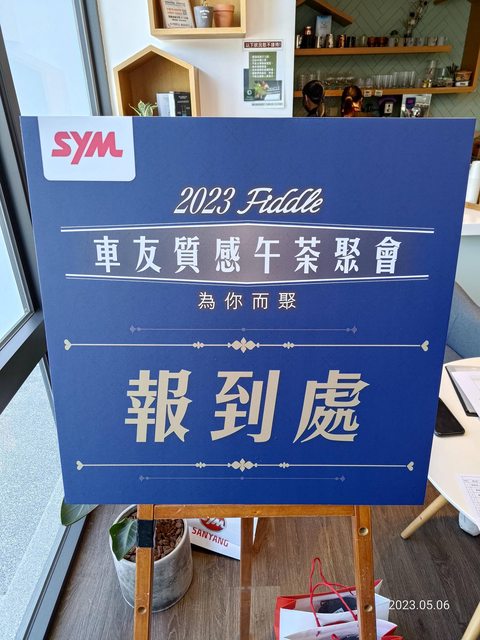 SYM
2023 Fiddle
車友質感午茶聚會
為你而聚
報到處
SANYANG
2023.05.06